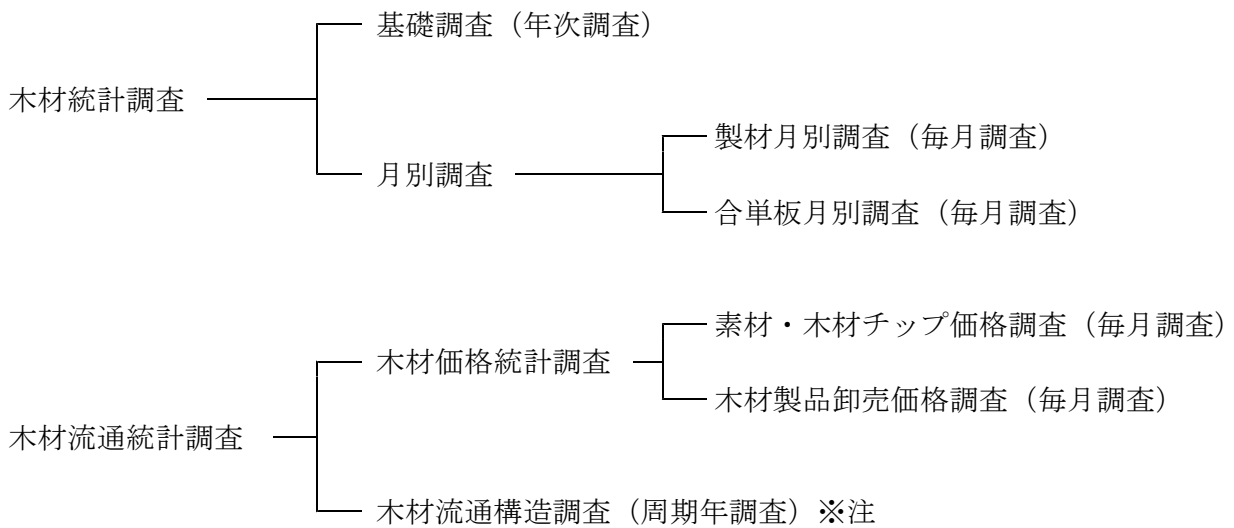 基礎調査（年次調査）
木材統計調査
製材月別調査（毎月調査）
月別調査
合単板月別調査（毎月調査）
素材・木材チップ価格調査（毎月調査）
木材価格統計調査
木材製品卸売価格調査（毎月調査）
木材流通統計調査
木材流通構造調査（周期年調査）※注